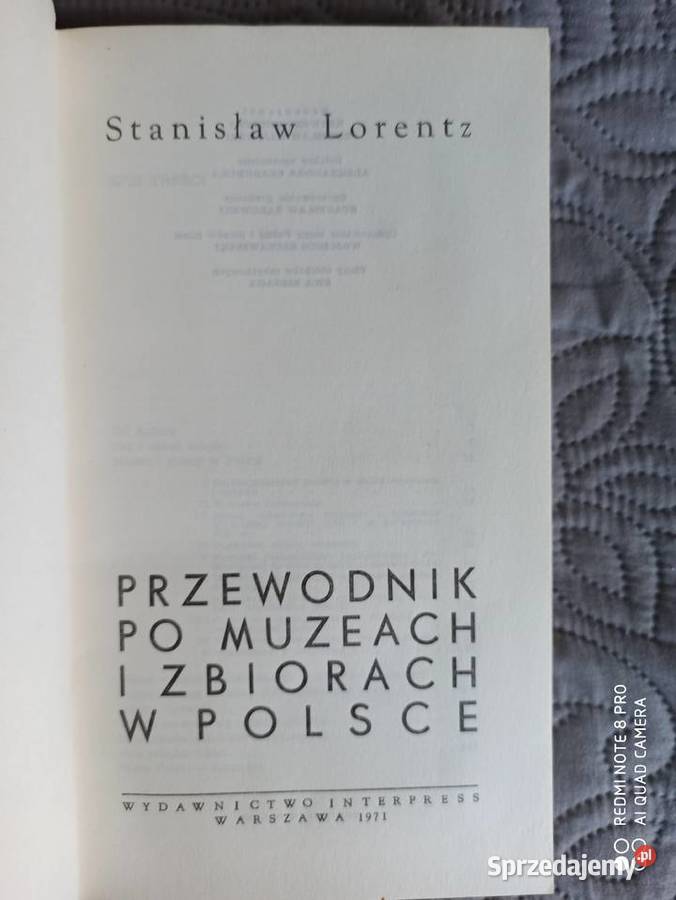 Stanisław Lorentz
PRZEWODNIK
PO MUZEACH
I ZBIORACH
W POLSCE
WYDAWNICTWO INTERPRESS
WARSZAWA 1971
REDMI NOTE 8 PRO
AI QUAD CAMERA
Sprzedajemy.pl